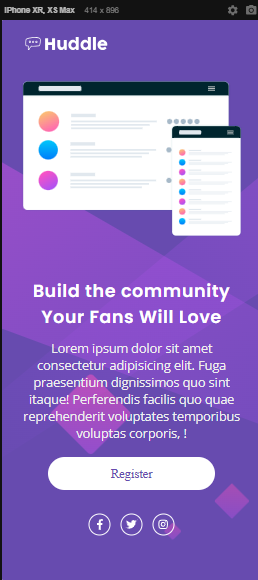 iPhone XR, XS Max 414 x 896
Huddle
Build the community
Your Fans Will Love
Lorem ipsum dolor sit amet
consectetur adipisicing elit. Fuga
praesentium dignissimos quo sint
itaque! Perferendis facilis quo quae
reprehenderit voluptates temporibus
voluptas corporis, !
Register